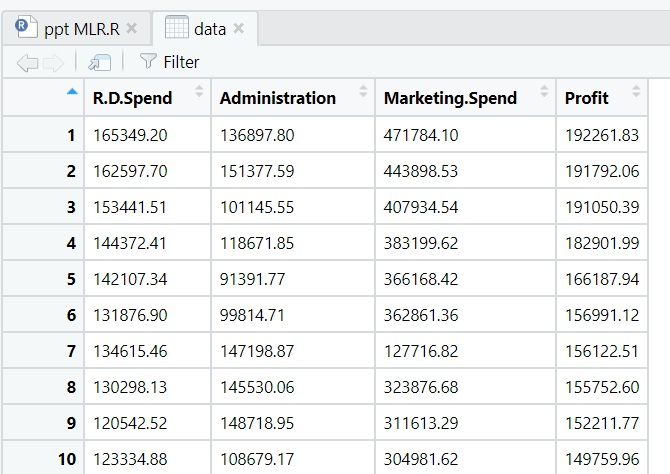 ppt MLR.R data
Filter
R.D.Spend Administration Marketing.Spend Profit
1 165349.20 136897.80 471784.10 192261.83
2 162597.70 151377.59 443898.53 191792.06
3 153441.51 101145.55 407934.54 191050.39
4 144372.41 118671.85 383199.62 182901.99
5 142107.34 91391.77 366168.42 166187.94
6 131876.90 99814.71 362861.36 156991.12
7 134615.46 147198.87 127716.82 156122.51
8 130298.13 145530.06 323876.68 155752.60
9 120542.52 148718.95 311613.29 152211.77
10 123334.88 108679.17 304981.62 149759.96